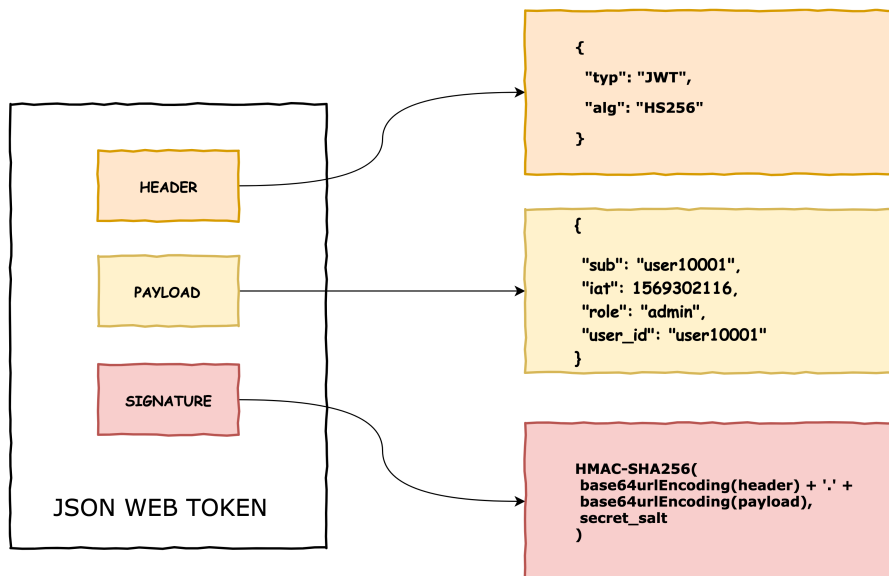 {
"typ": "JWT",
"alg": "HS256"
}
HEADER
{
"sub": "user10001",
"iat": 1569302116,
"role": "admin",
"user_id": "user10001"
}
PAYLOAD
SIGNATURE
HMAC-SHA256(
base64urlEncoding(header) + '.' +
base64urlEncoding(payload),
secret_salt
)
JSON WEB TOKEN